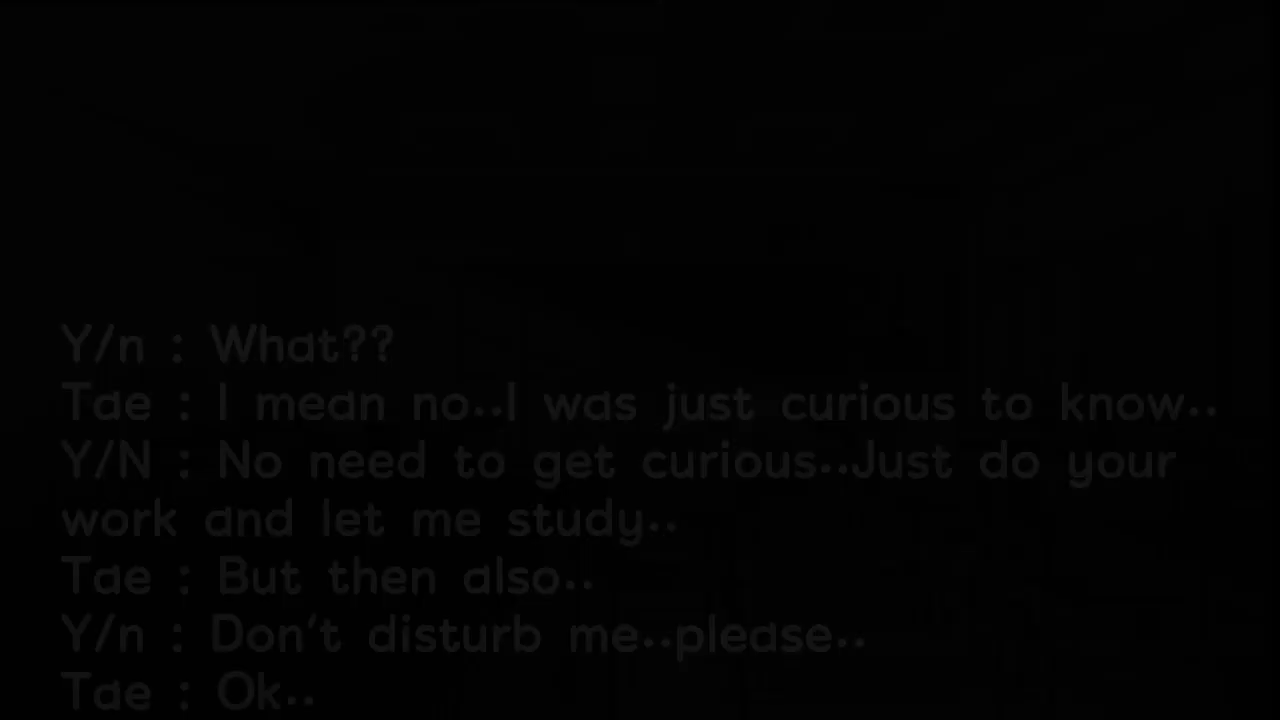 Y/n : What??
Tae : I mean no..I was just curious to know..
Y/N : No need to get curious..Just do your
work and let me study..
Tae : But then also..
Y/n : Don't disturb me..please..
Tae : Ok..